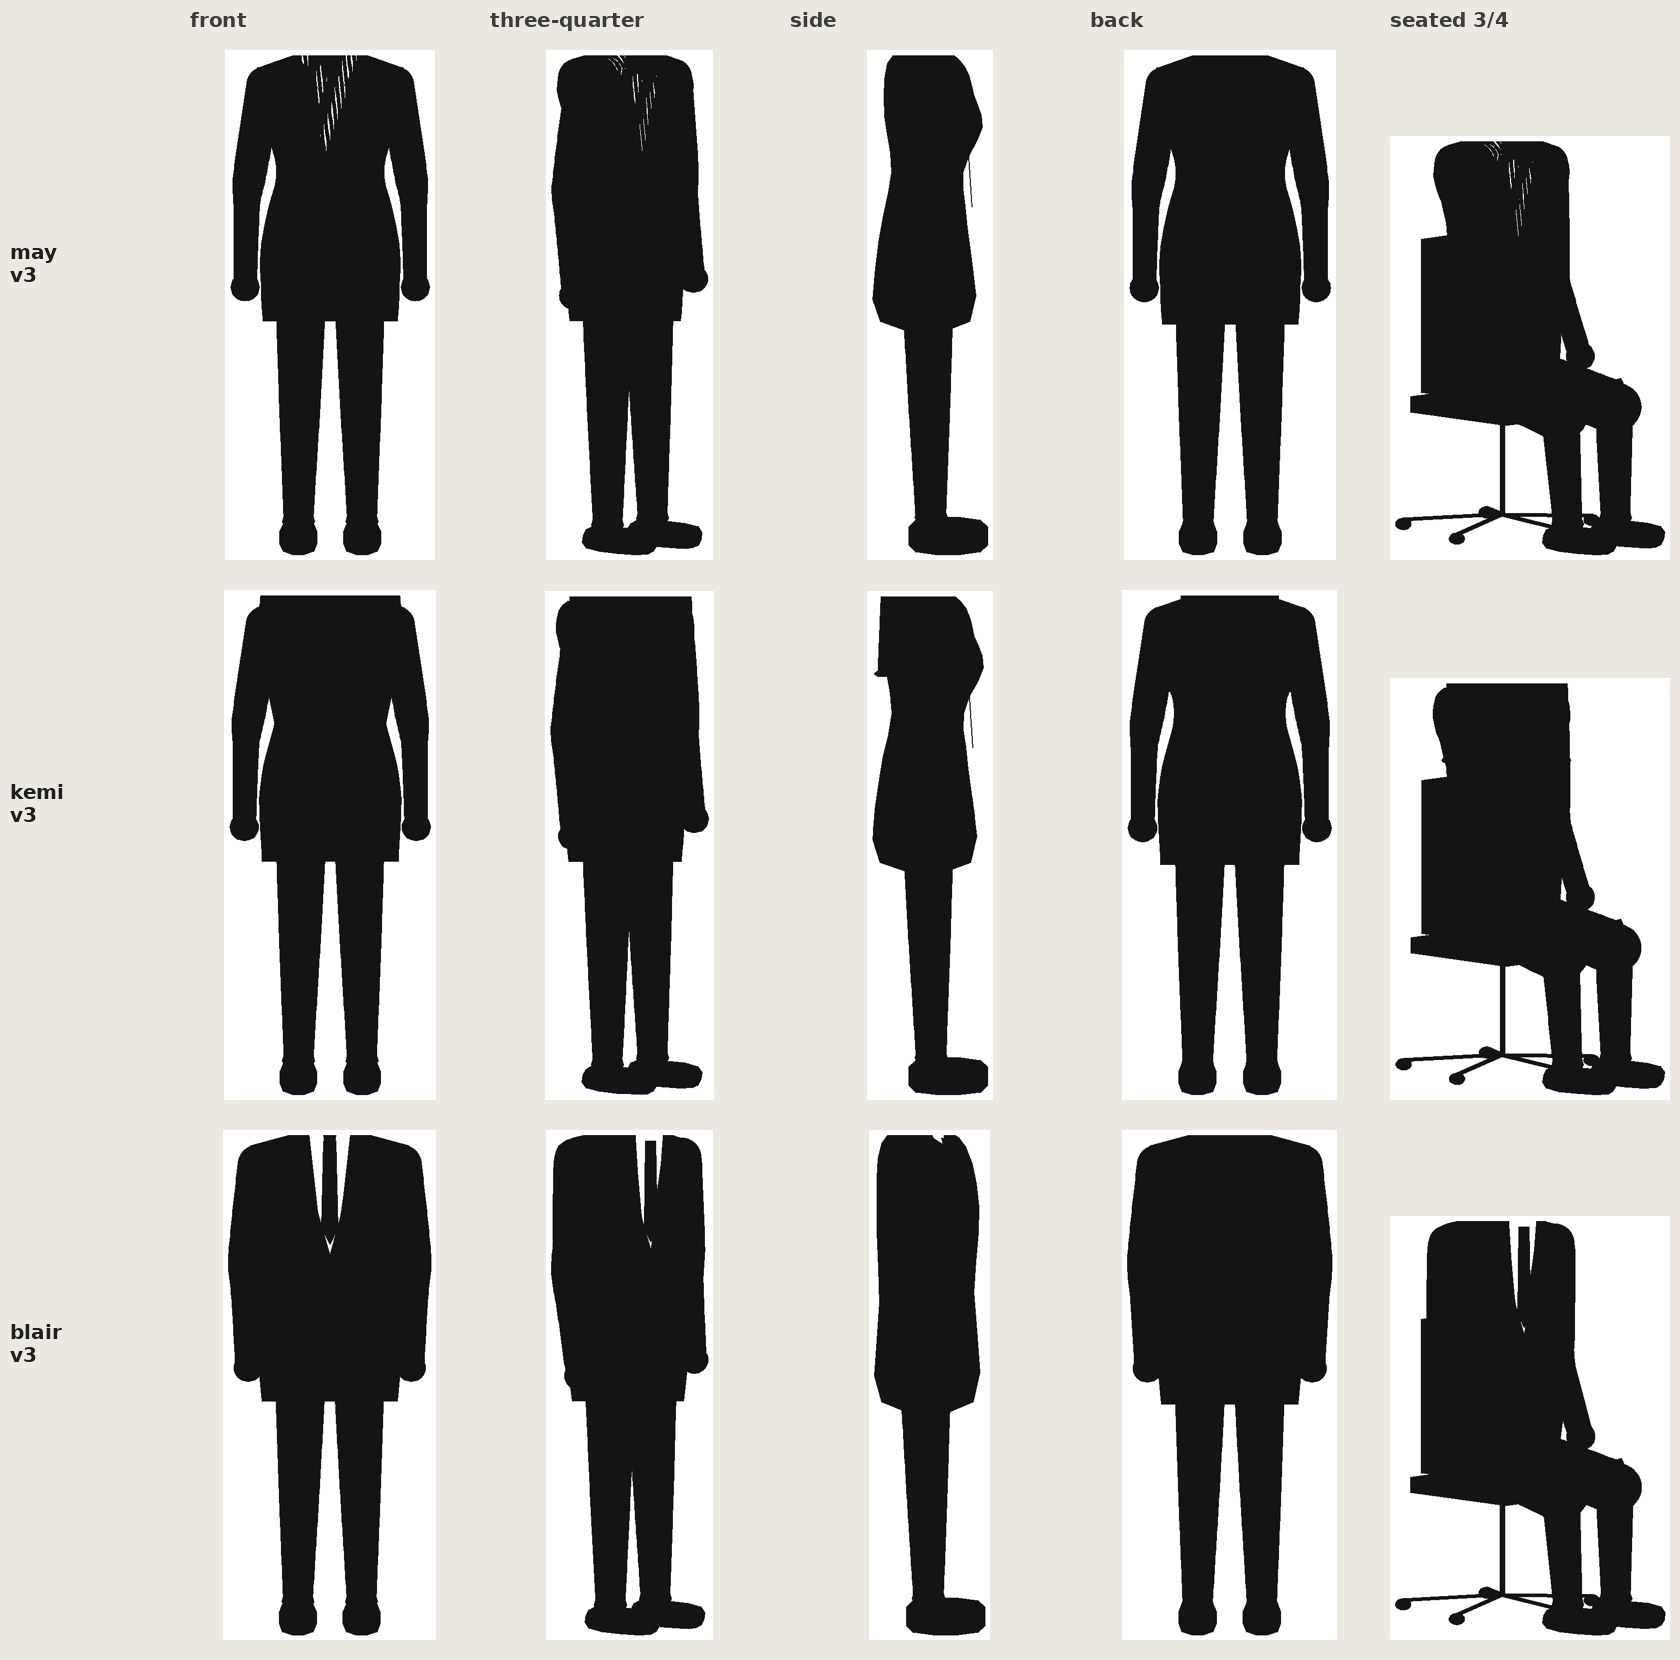 front three-quarter side back seated 3/4
may
v3
kemi
v3
blair
v3